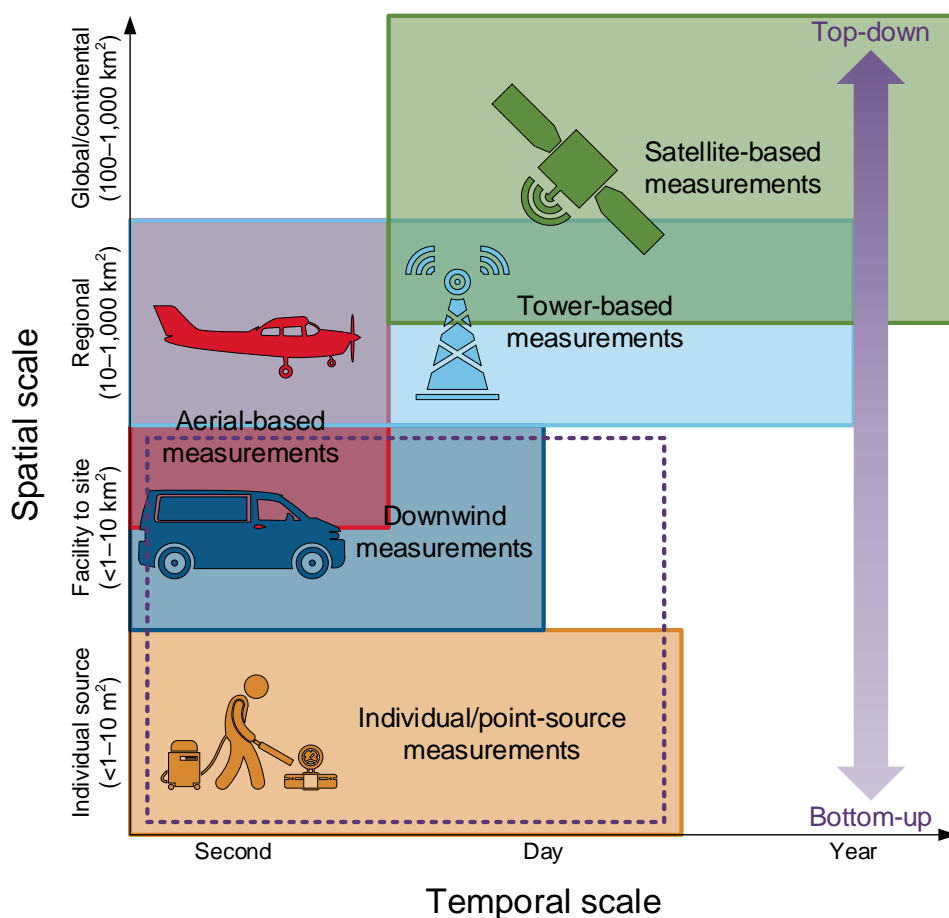 Top-down
Global/continental
(100–1,000 km²)
Satellite-based
measurements
Regional
(10–1,000 km²)
Tower-based
measurements
Spatial scale
Aerial-based
measurements
Facility to site
(<1–10 km²)
Downwind
measurements
Individual source
(<1–10 m²)
Individual/point-source
measurements
Bottom-up
Second
Day
Year
Temporal scale